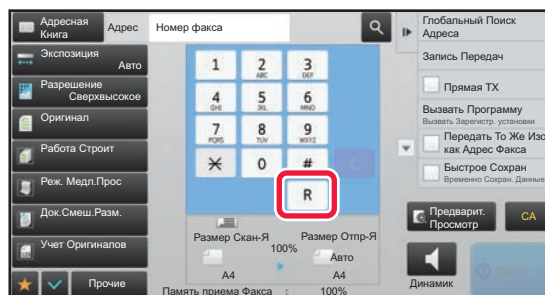 Адресная
Книга
Адрес
Номер факса
Глобальный Поиск
Адреса
Экспозиция
Авто
Запись Передач
Разрешение
Сверхвысокое
Прямая TX
Оригинал
Вызвать Программу
Вызвать Зарегистр. установки
Работа Строит
Передать То Же Изо
как Адрес Факса
Реж. Медл.Прос
Быстрое Сохран
Временно Сохран. Данные
Док.Смеш.Разм.
Учет Оригиналов
Прочие
1
2
ABC
3
DEF
4
GHI
5
JKL
6
MNO
7
PQRS
8
TUV
9
WXYZ
0
#
C
R
Размер Скан-Я
100%
Размер Отпр-Я
Авто
A4
A4
Память приема Факса : 100%
Предварит.
Просмотр
CA
Динамик
Старт